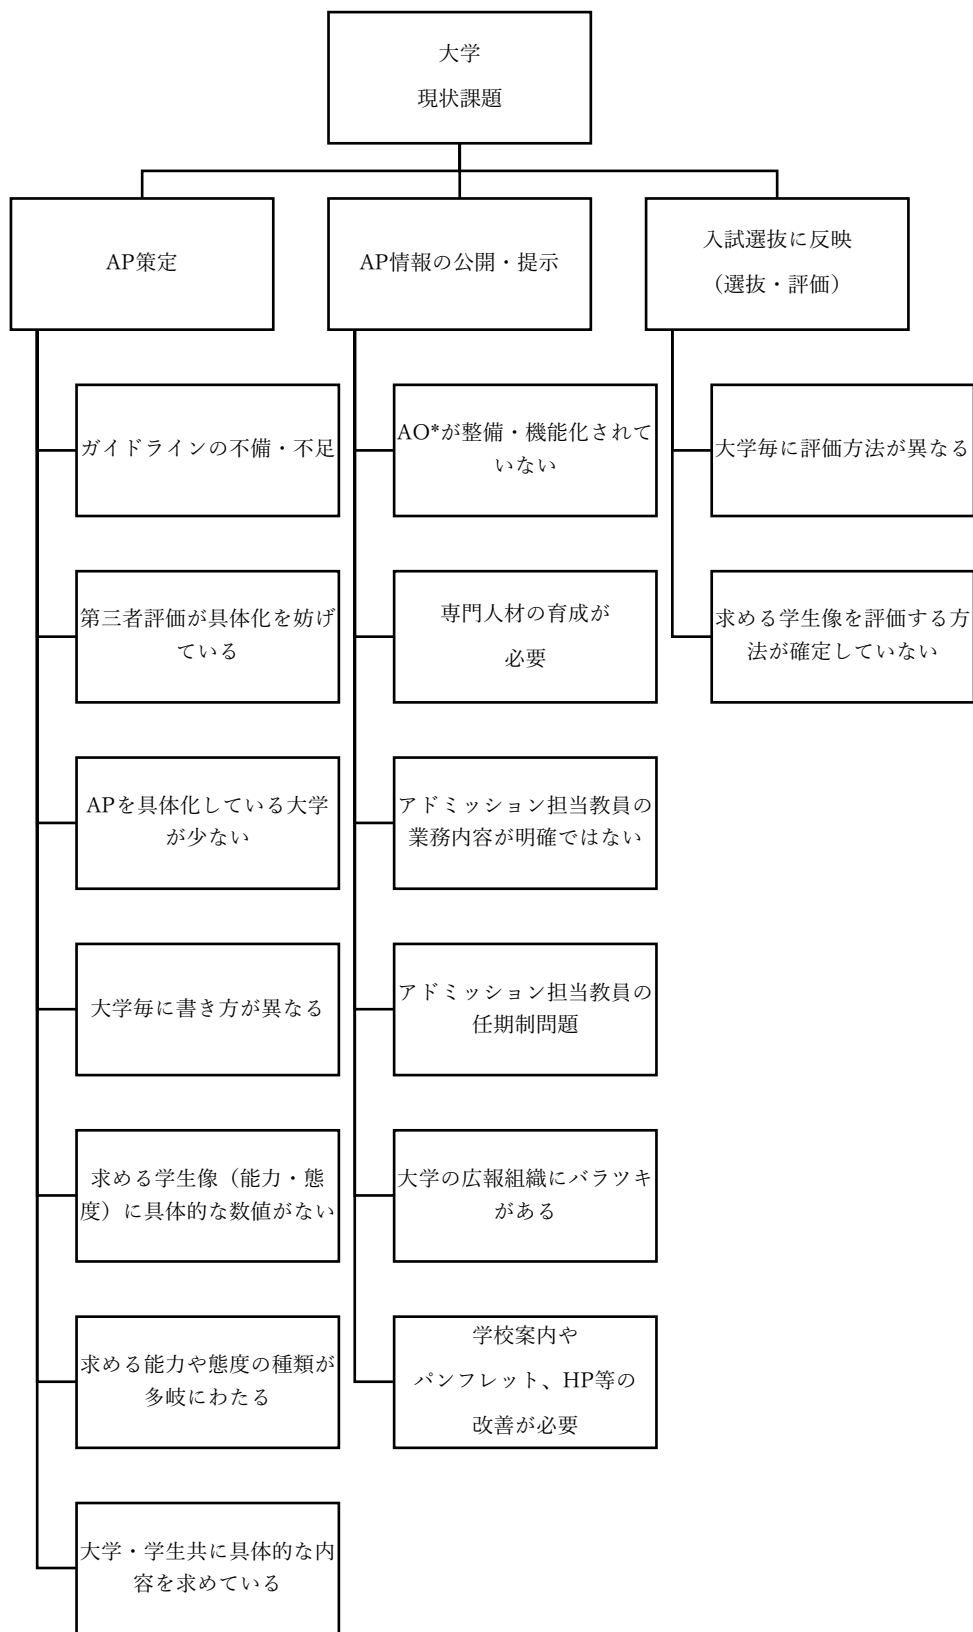 大学
現状課題
AP策定
AP情報の公開・提示
入試選抜に反映
（選抜・評価）
ガイドラインの不備・不足
第三者評価が具体化を妨げ
ている
APを具体化している大学
が少ない
大学毎に書き方が異なる
求める学生像（能力・態
度）に具体的な数値がない
求める能力や態度の種類が
多岐にわたる
大学・学生共に具体的な内
容を求めている
AO*が整備・機能化されて
いない
専門人材の育成が
必要
アドミッション担当教員の
業務内容が明確ではない
アドミッション担当教員の
任期制問題
大学の広報組織にバラツキ
がある
学校案内や
パンフレット、HP等の
改善が必要
大学毎に評価方法が異なる
求める学生像を評価する方
法が確定していない